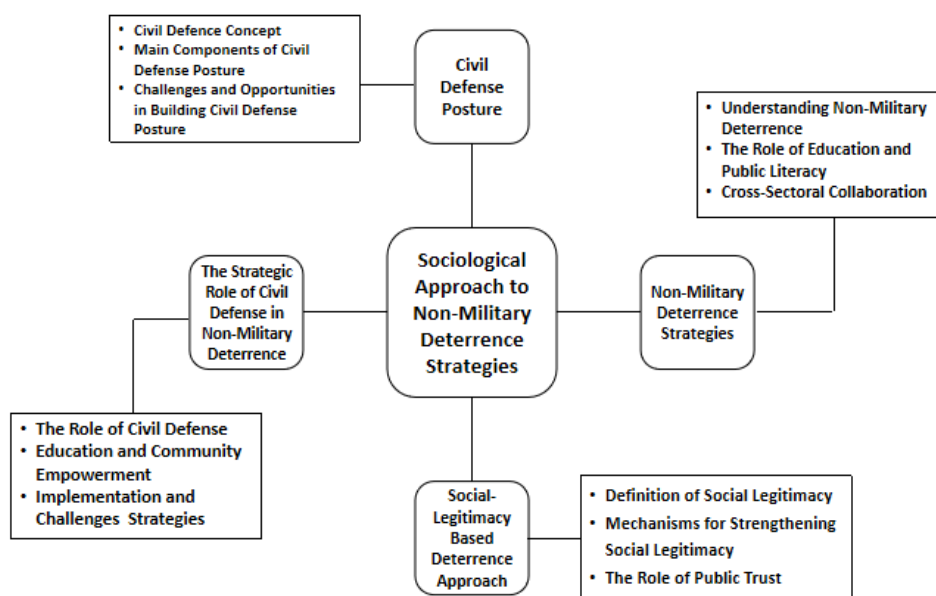 • Civil Defence Concept
• Main Components of Civil
Defense Posture
• Challenges and Opportunities
in Building Civil Defense
Posture
Civil
Defense
Posture
• Understanding Non-Military
Deterrence
• The Role of Education and
Public Literacy
• Cross-Sectoral Collaboration
The Strategic
Role of Civil
Defense in
Non-Military
Deterrence
Sociological
Approach to
Non-Military
Deterrence
Strategies
Non-Military
Deterrence
Strategies
• The Role of Civil Defense
• Education and Community
Empowerment
• Implementation and
Challenges Strategies
Social-
Legitimacy
Based
Deterrence
Approach
• Definition of Social Legitimacy
• Mechanisms for Strengthening
Social Legitimacy
• The Role of Public Trust